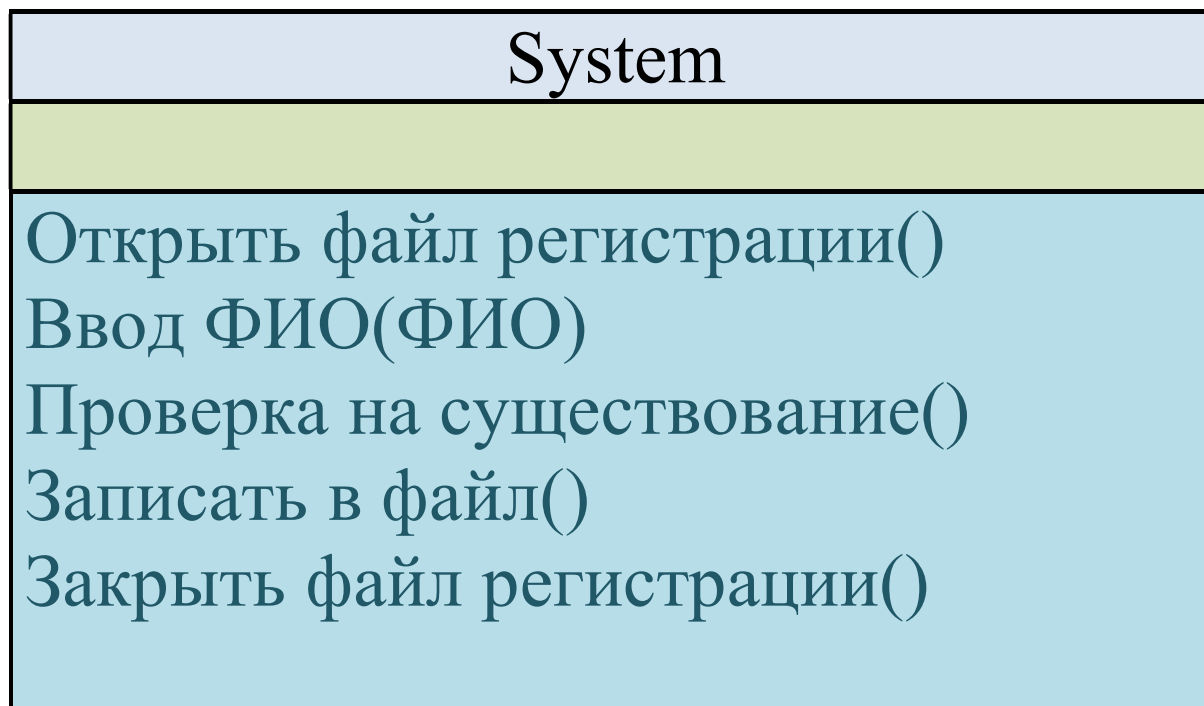 System
Открыть файл регистрации()
Ввод ФИО(ФИО)
Проверка на существование()
Записать в файл()
Закрыть файл регистрации()